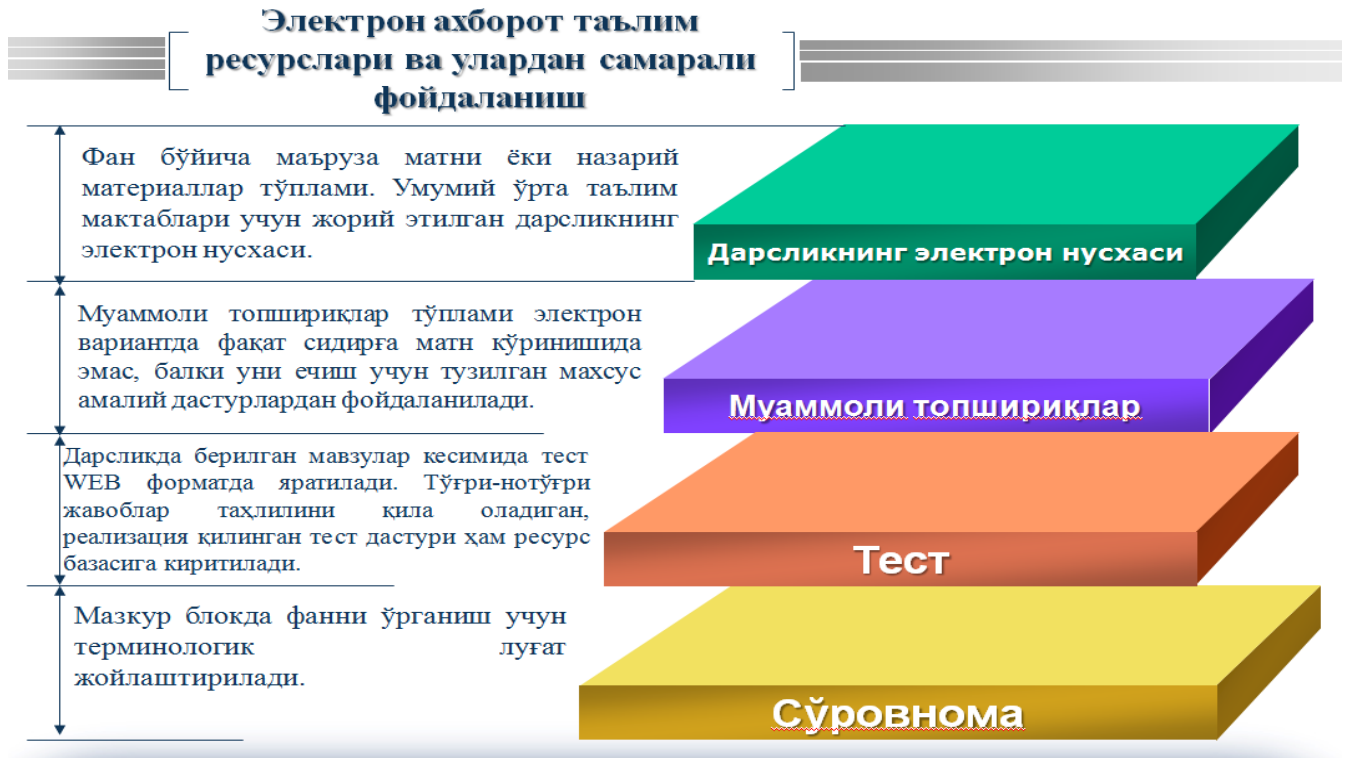 Электрон ахборот таълим
ресурслари ва улардан самарали
фойдаланиш
Фан бўйича маъруза матни ёки назарий
материаллар тўплами. Умумий ўрта таълим
мактаблари учун жорий этилган дарсликнинг
электрон нусхаси.
Дарсликнинг электрон нусхаси
Муаммоли топшириқлар тўплами электрон
вариантда фақат сидирға матн кўринишида
эмас, балки уни ечиш учун тузилган махсус
амалий дастурлардан фойдаланилади.
Муаммоли топшириқлар
Дарсликда берилган мавзулар кесимида тест
WEB форматда яратилади. Тўғри-нотўғри
жавоблар таҳлилини қила оладиган,
реализация қилинган тест дастури ҳам ресурс
базасига киритилади.
Тест
Мазкур блокда фанни ўрганиш учун
терминологик луғат
жойлаштирилади.
Сўровнома